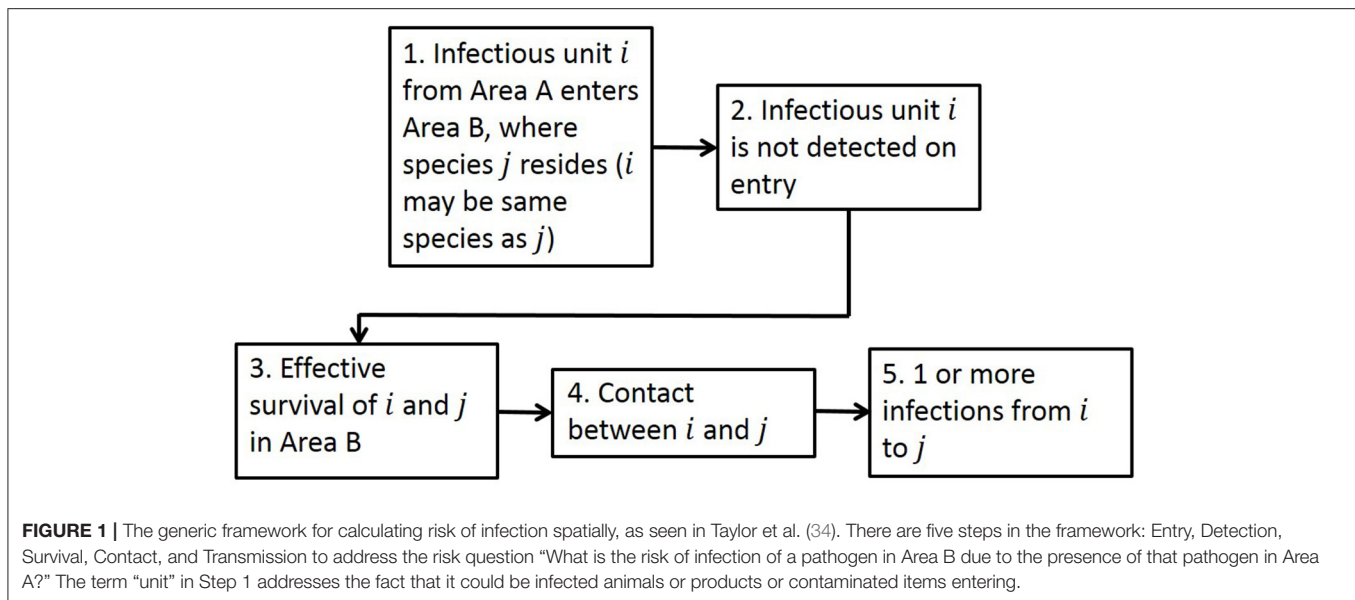 1. Infectious unit i
from Area A enters
Area B, where
species j resides (i
may be same
species as j)
2. Infectious unit i
is not detected on
entry
3. Effective
survival of i and j
in Area B
4. Contact
between i and j
5. 1 or more
infections from i
to j
FIGURE 1 | The generic framework for calculating risk of infection spatially, as seen in Taylor et al. (34). There are five steps in the framework: Entry, Detection,
Survival, Contact, and Transmission to address the risk question “What is the risk of infection of a pathogen in Area B due to the presence of that pathogen in Area
A?” The term “unit” in Step 1 addresses the fact that it could be infected animals or products or contaminated items entering.